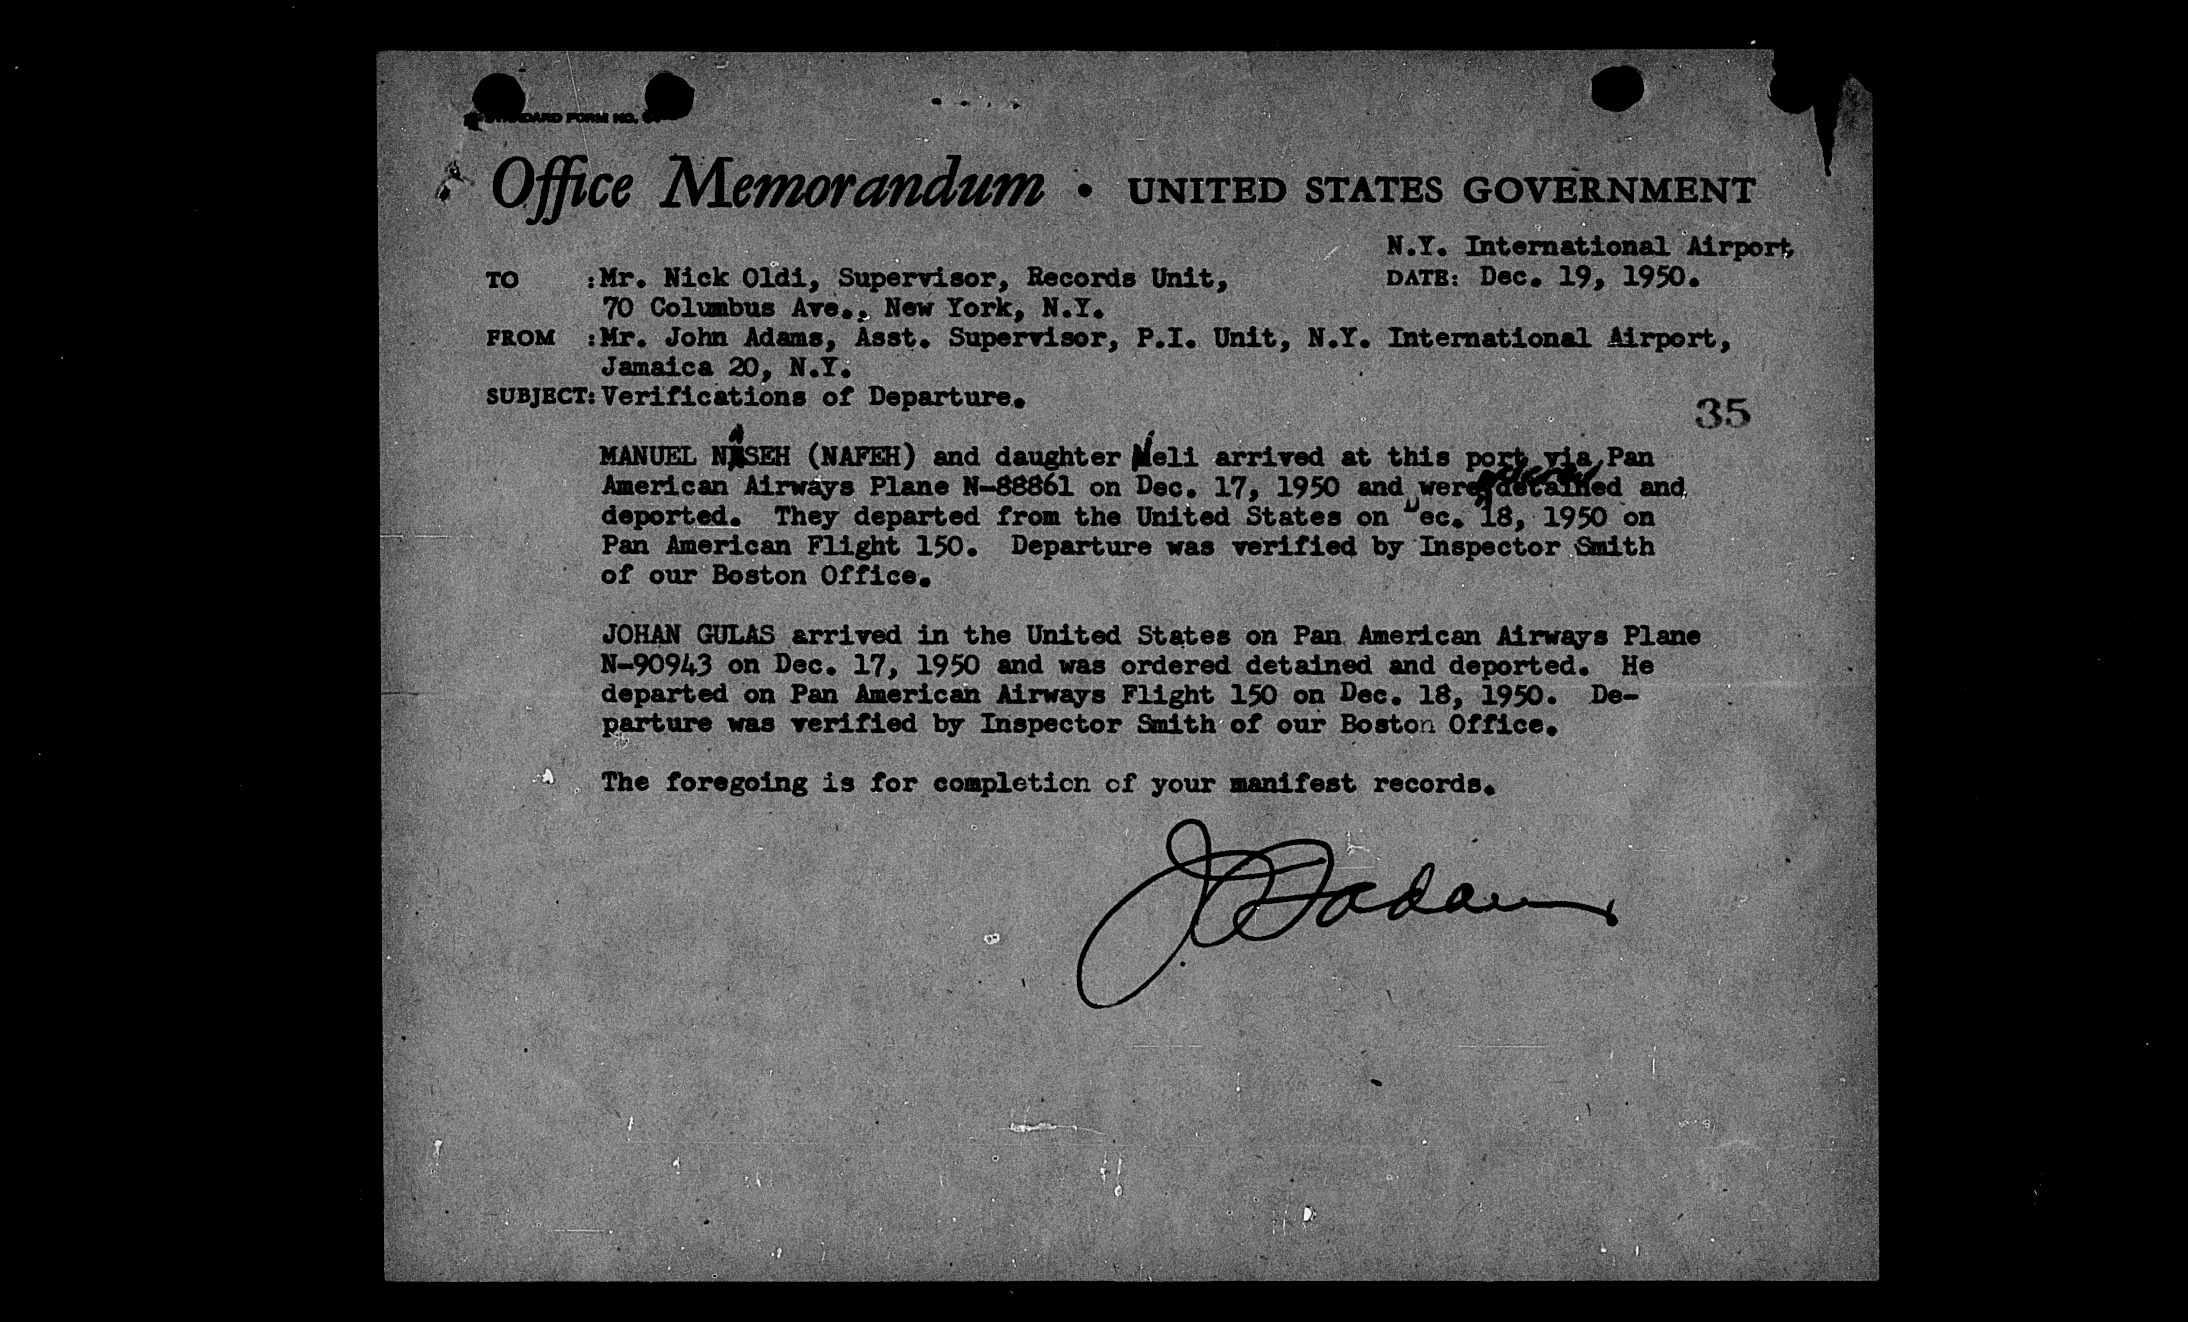 STANDARD FORM NO.
Office Memorandum • UNITED STATES GOVERNMENT
N.Y. International Airport,
TO :Mr. Nick Oldi, Supervisor, Records Unit, DATE: Dec. 19, 1950.
70 Columbus Ave., New York, N.Y.
FROM :Mr. John Adams, Asst. Supervisor, P.I. Unit, N.Y. International Airport,
Jamaica 20, N.Y.
SUBJECT: Verifications of Departure.
35
MANUEL NASEH (NAFEH) and daughter Neli arrived at this port via Pan
ordered
American Airways Plane N-88861 on Dec. 17, 1950 and were detained and
deported. They departed from the United States on Dec. 18, 1950 on
Pan American Flight 150. Departure was verified by Inspector Smith
of our Boston Office.
JOHAN GULAS arrived in the United States on Pan American Airways Plane
N-90943 on Dec. 17, 1950 and was ordered detained and deported. He
departed on Pan American Airways Flight 150 on Dec. 18, 1950. De-
parture was verified by Inspector Smith of our Boston Office.
The foregoing is for completion of your manifest records.